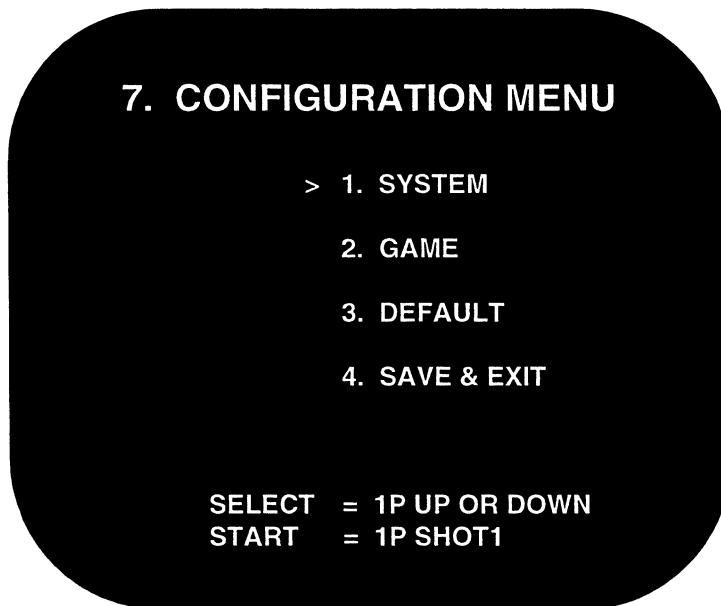 7. CONFIGURATION MENU
> 1. SYSTEM
2. GAME
3. DEFAULT
4. SAVE & EXIT
SELECT = 1P UP OR DOWN
START = 1P SHOT1